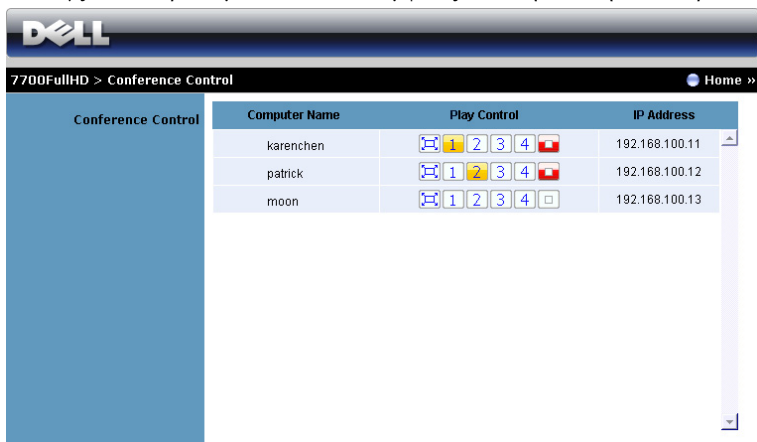 DELL
7700FullHD > Conference Control Home »
Conference Control
Computer Name Play Control IP Address
karenchen 1 2 3 4 192.168.100.11
patrick 1 2 3 4 192.168.100.12
moon 1 2 3 4 192.168.100.13